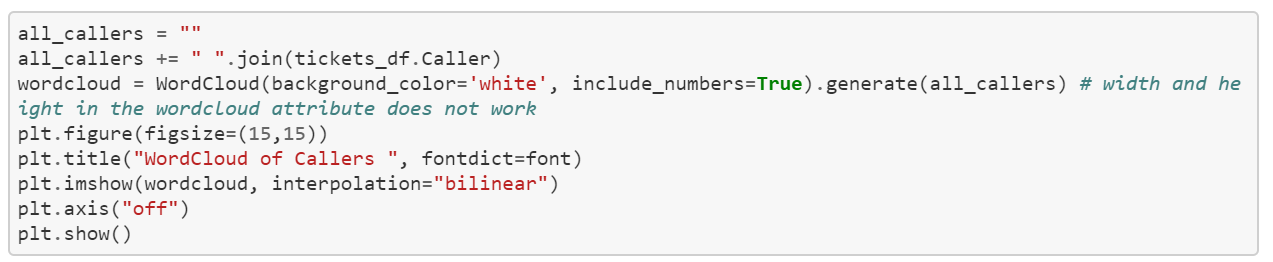 all_callers = ""
all_callers += " ".join(tickets_df.Caller)
wordcloud = WordCloud(background_color='white', include_numbers=True).generate(all_callers) # width and he
ight in the wordcloud attribute does not work
plt.figure(figsize=(15,15))
plt.title("WordCloud of Callers ", fontdict=font)
plt.imshow(wordcloud, interpolation="bilinear")
plt.axis("off")
plt.show()